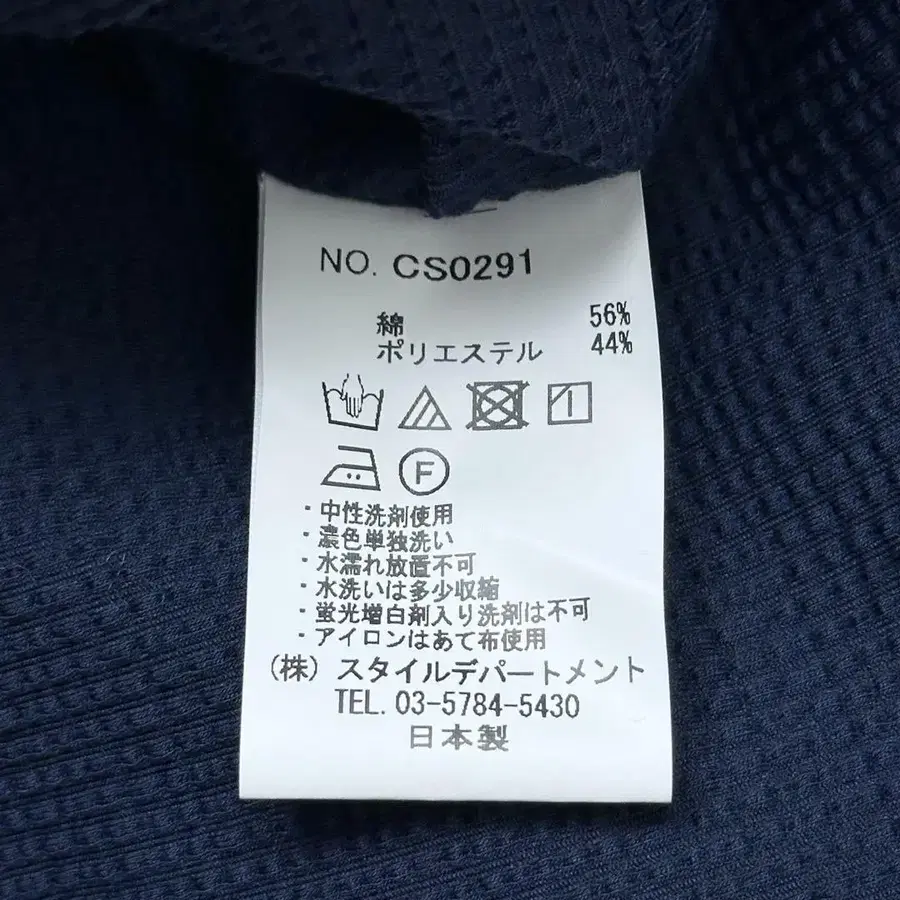 NO. CS0291
綿 56%
ポリエステル 44%
F
・中性洗剤使用
・濃色単独洗い
・水濡れ放置不可
・水洗いは多少収縮
・蛍光増白剤入り洗剤は不可
・アイロンはあて布使用
(株) スタイルデパートメント
TEL. 03-5784-5430
日本製